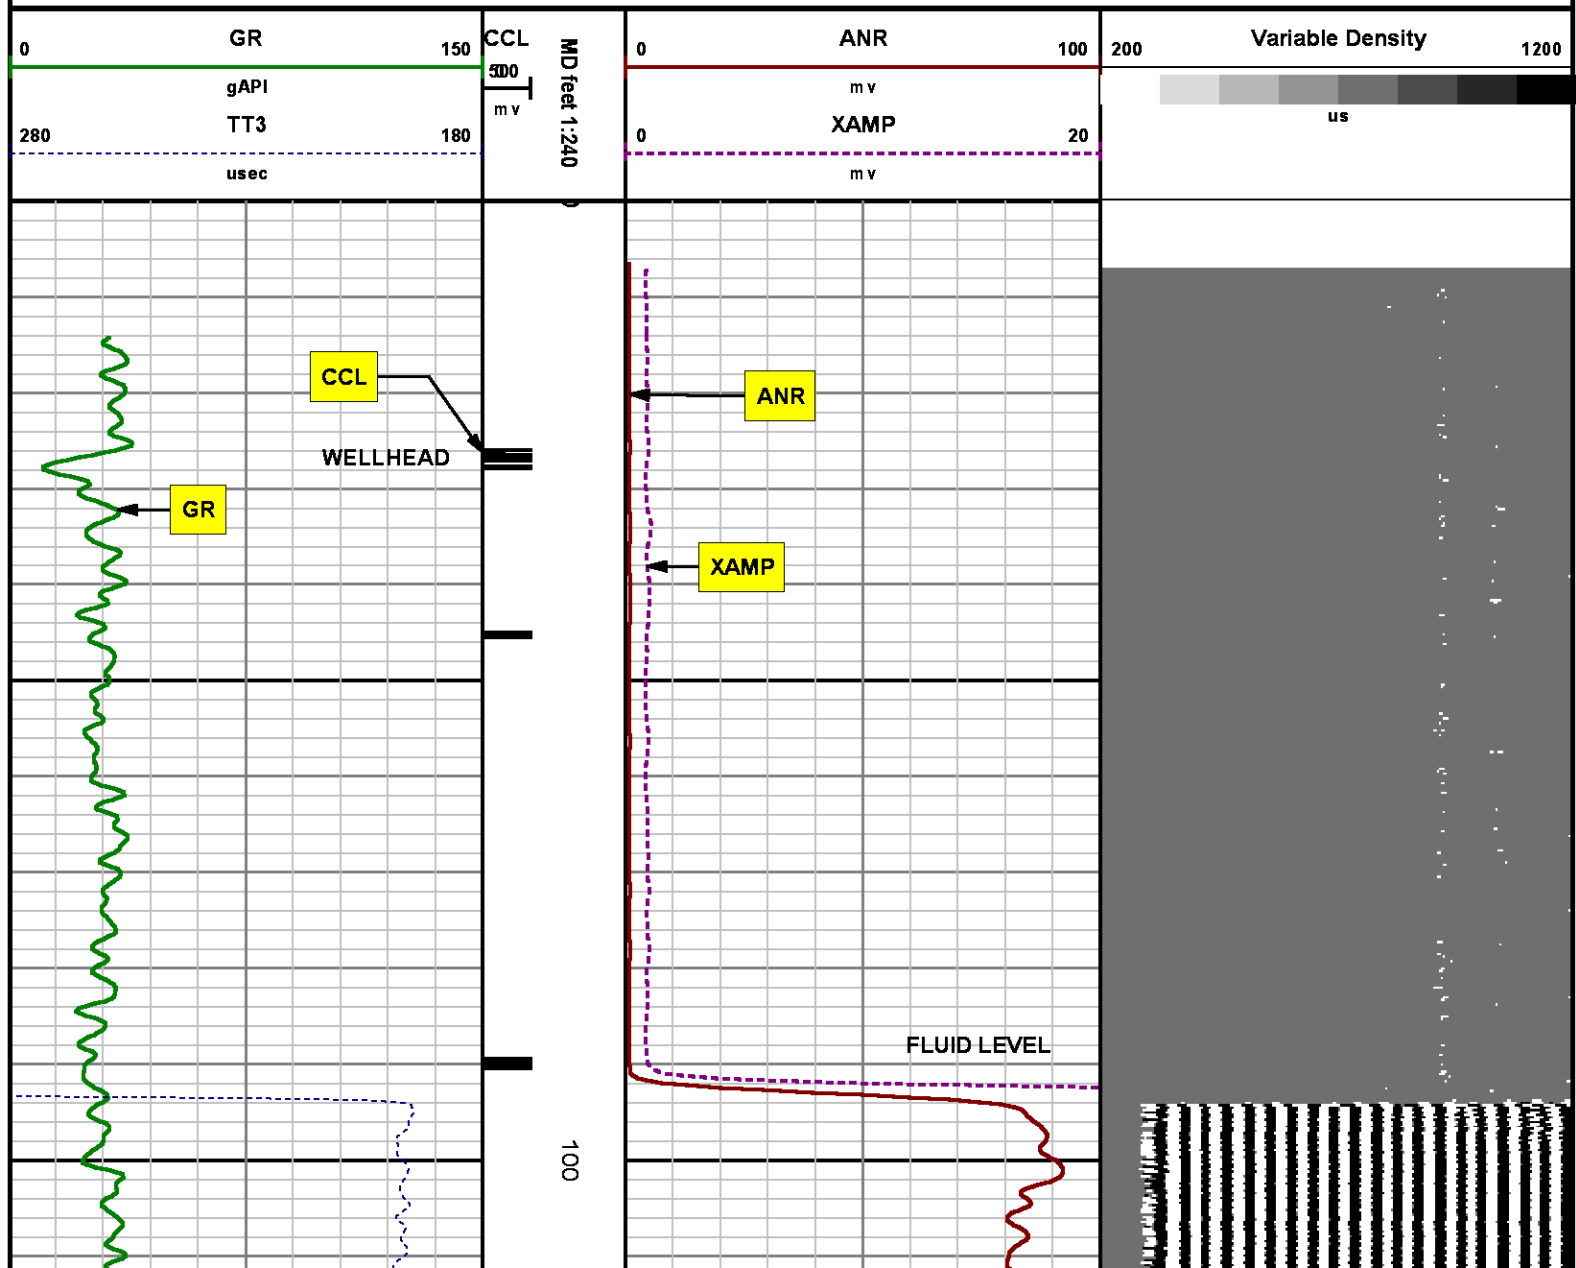 GR
0 150
gAPI
TT3
280 180
usec
CCL
500
mv
MD feet 1:240
ANR
0 100
mv
XAMP
0 20
mv
Variable Density
200 1200
us
CCL
WELLHEAD
GR
ANR
XAMP
FLUID LEVEL
100